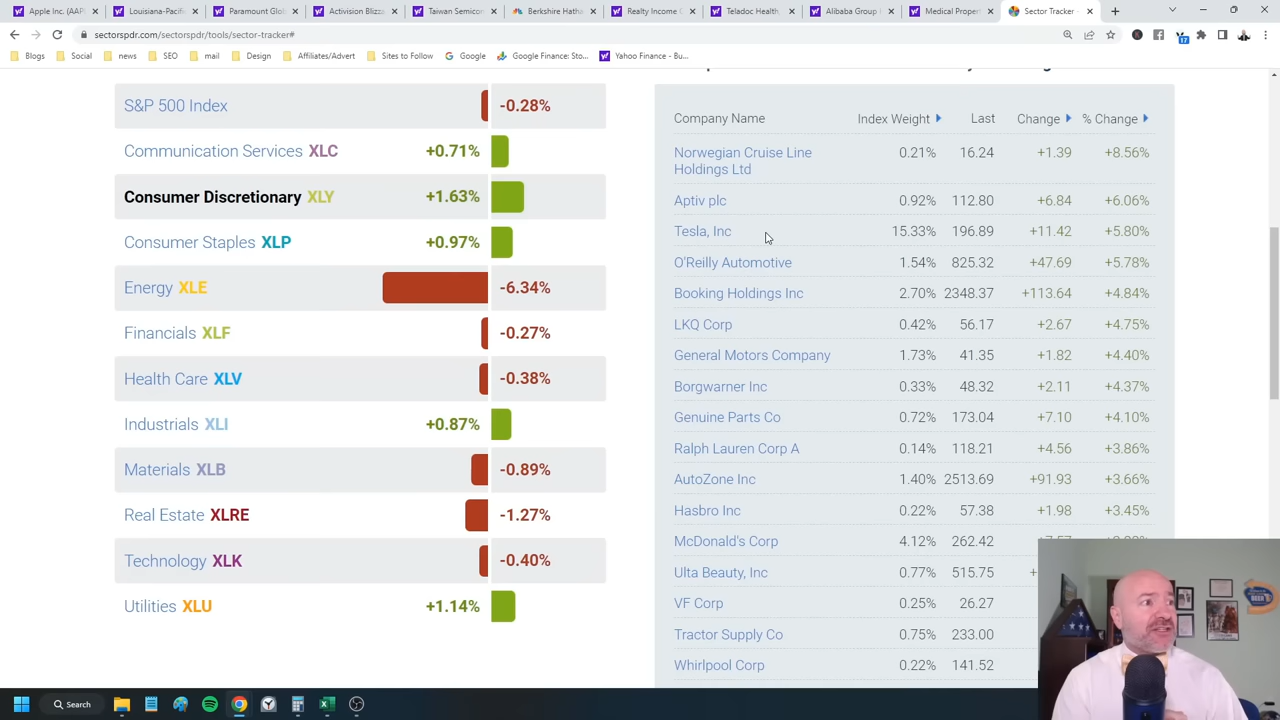 Apple Inc. (AAP
Louisiana-Pacific
Paramount Glob
Activision Blizza
Taiwan Semicon
Berkshire Hatha
Realty Income C
Teladoc Health,
Alibaba Group H
Medical Propert
Sector Tracker -
sectorspdr.com/sectorspdr/tools/sector-tracker#
Blogs
Social
news
SEO
mail
Design
Affiliates/Advert
Sites to Follow
Google
Google Finance: Sto...
Yahoo Finance - Bu...
S&P 500 Index -0.28%
Communication Services XLC +0.71%
Consumer Discretionary XLY +1.63%
Consumer Staples XLP +0.97%
Energy XLE -6.34%
Financials XLF -0.27%
Health Care XLV -0.38%
Industrials XLI +0.87%
Materials XLB -0.89%
Real Estate XLRE -1.27%
Technology XLK -0.40%
Utilities XLU +1.14%
Company Name Index Weight Last Change % Change
Norwegian Cruise Line 0.21% 16.24 +1.39 +8.56%
Holdings Ltd
Aptiv plc 0.92% 112.80 +6.84 +6.06%
Tesla, Inc 15.33% 196.89 +11.42 +5.80%
O'Reilly Automotive 1.54% 825.32 +47.69 +5.78%
Booking Holdings Inc 2.70% 2348.37 +113.64 +4.84%
LKQ Corp 0.42% 56.17 +2.67 +4.75%
General Motors Company 1.73% 41.35 +1.82 +4.40%
Borgwarner Inc 0.33% 48.32 +2.11 +4.37%
Genuine Parts Co 0.72% 173.04 +7.10 +4.10%
Ralph Lauren Corp A 0.14% 118.21 +4.56 +3.86%
AutoZone Inc 1.40% 2513.69 +91.93 +3.66%
Hasbro Inc 0.22% 57.38 +1.98 +3.45%
McDonald's Corp 4.12% 262.42
Ulta Beauty, Inc 0.77% 515.75
VF Corp 0.25% 26.27
Tractor Supply Co 0.75% 233.00
Whirlpool Corp 0.22% 141.52
Search